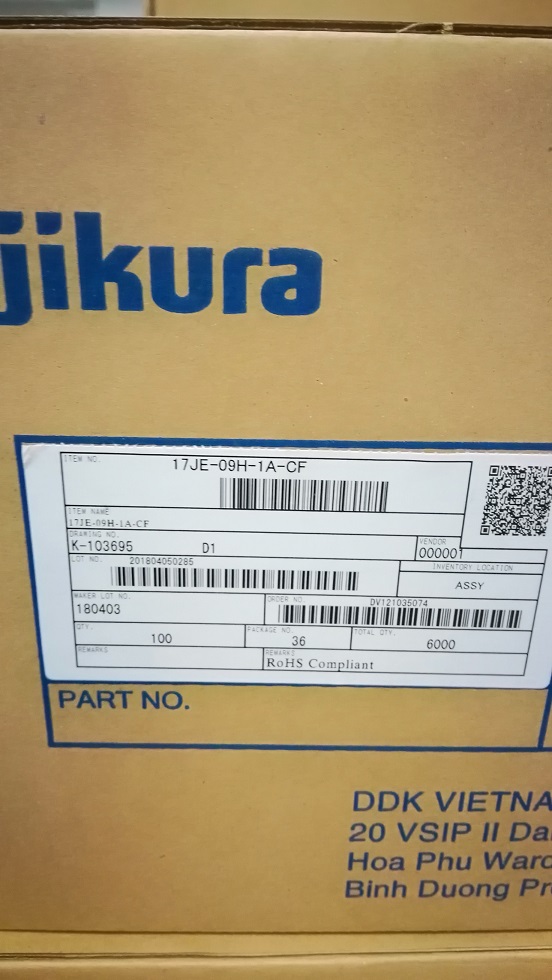 jikura
ITEM NO.
17JE-09H-1A-CF
ITEM NAME
17JE-09H-1A-CF
DRAWING NO.
K-103695 D1
VENDOR
000001
LOT NO. 201804050285
INVENTORY LOCATION
ASSY
MAKER LOT NO.
180403
ORDER NO. DV121035074
QTY. 100
PACKAGE NO. 36
TOTAL QTY. 6000
REMARKS
REMARKS
RoHS Compliant
PART NO.
DDK VIETNA
20 VSIP II Da
Hoa Phu Ward
Binh Duong Pr